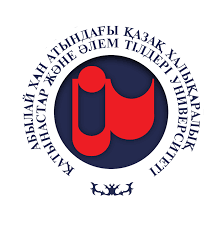 АБЫЛАЙ ХАН АТЫНДАҒЫ ҚАЗАҚ ХАЛЫҚАРАЛЫҚ
ҚАТЫНАСТАР ЖӘНЕ ӘЛЕМ ТІЛДЕРІ УНИВЕРСИТЕТІ